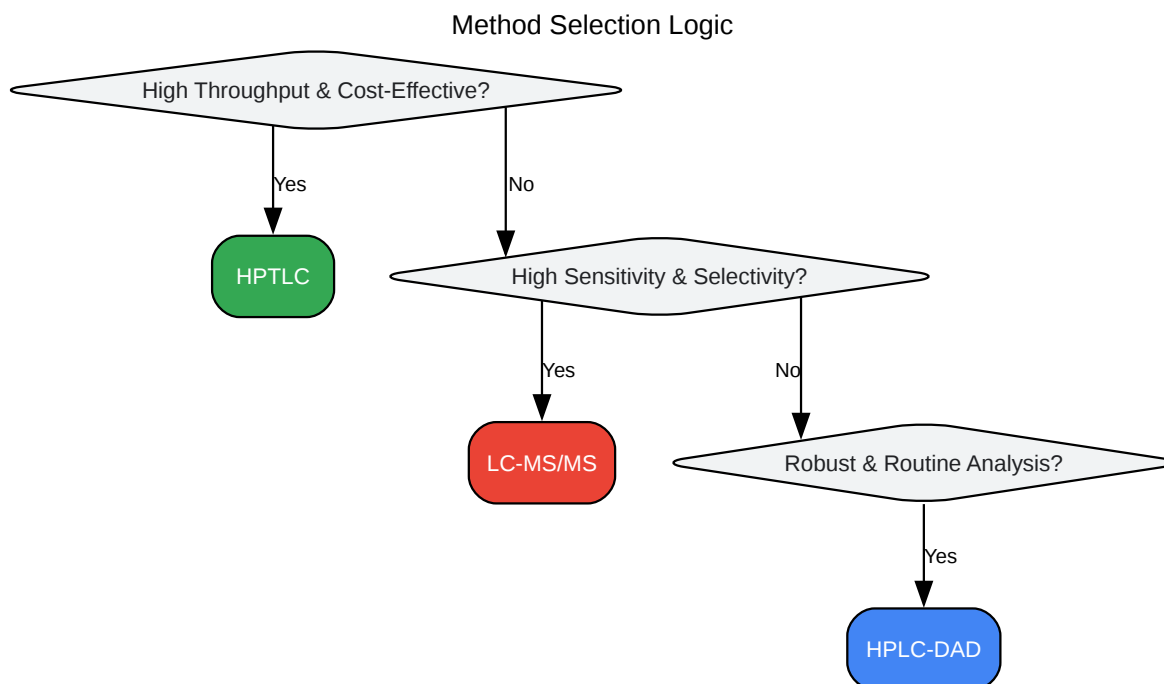 Method Selection Logic
High Throughput & Cost-Effective?
Yes
No
HPTLC
High Sensitivity & Selectivity?
Yes
No
LC-MS/MS
Robust & Routine Analysis?
Yes
HPLC-DAD